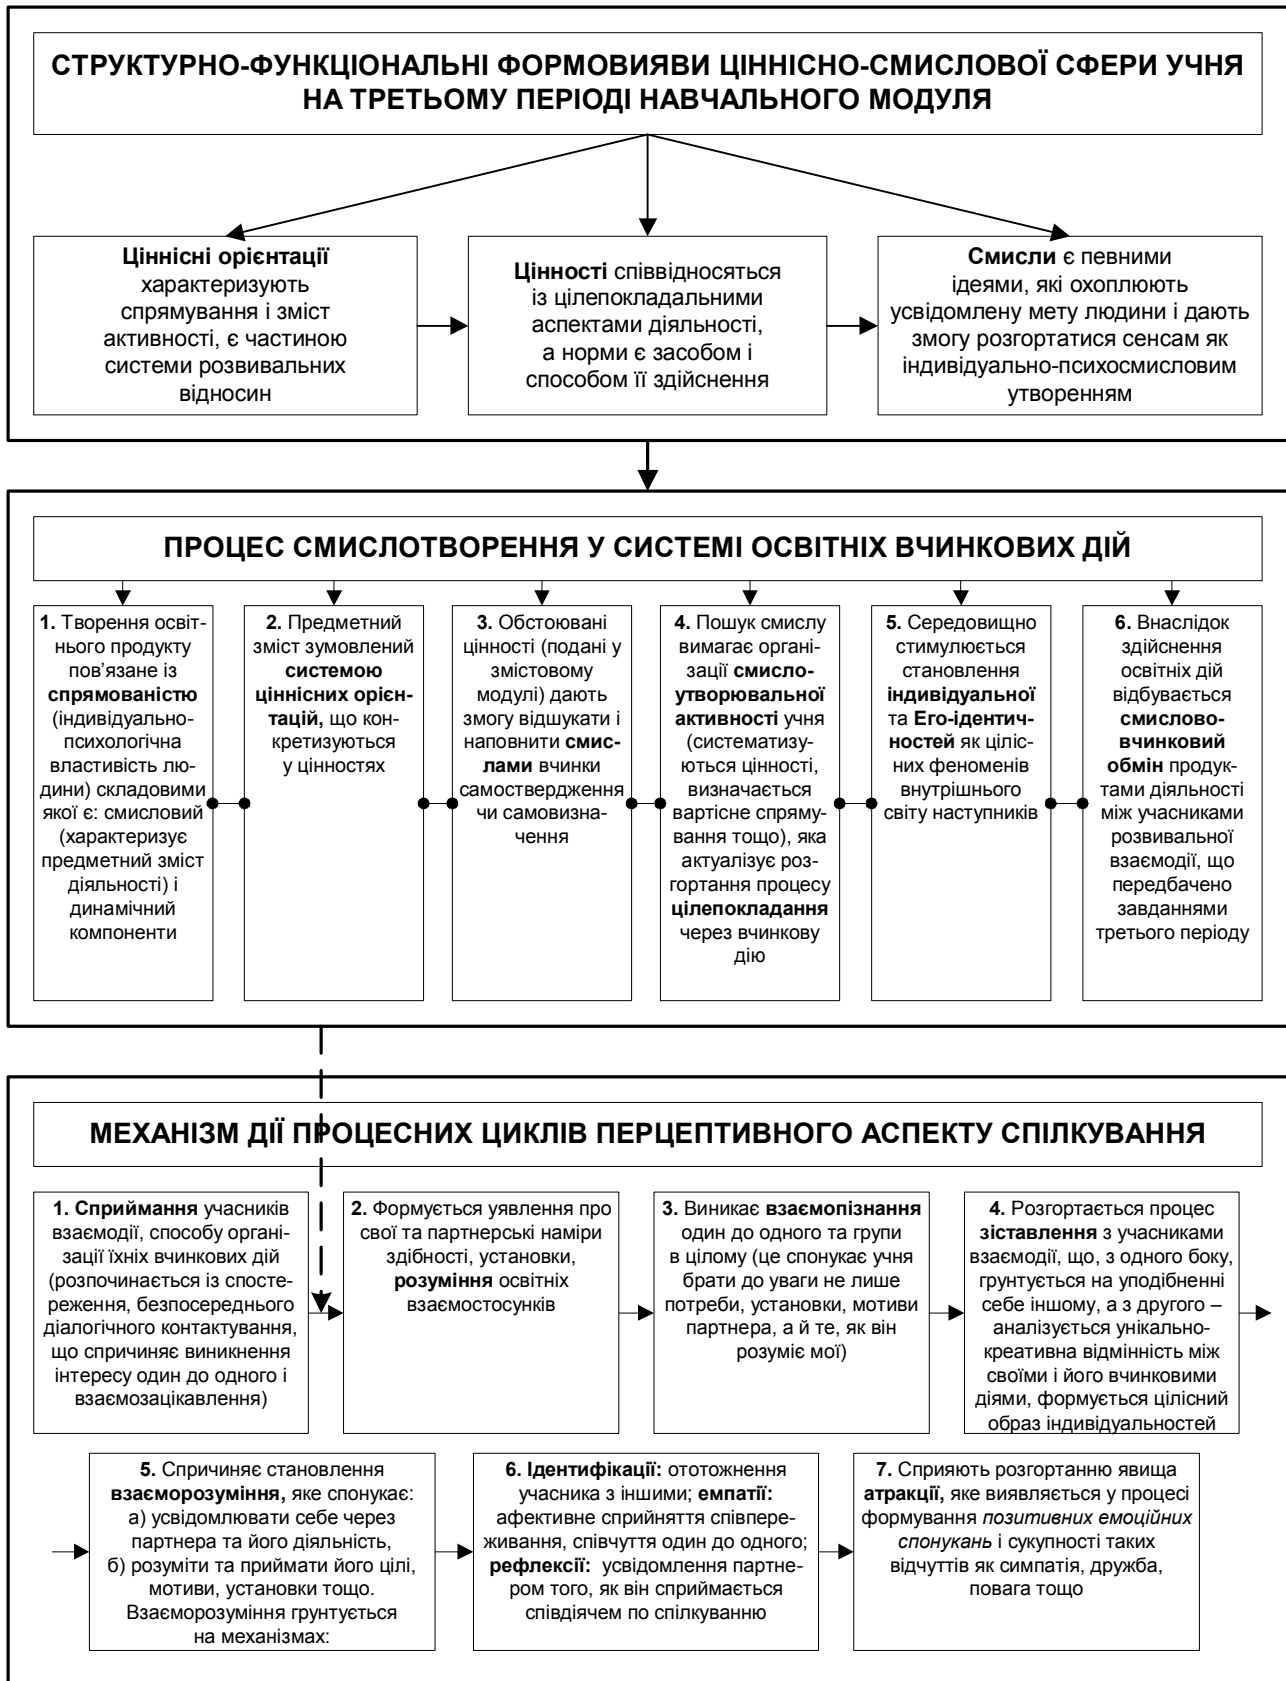 СТРУКТУРНО-ФУНКЦІОНАЛЬНІ ФОРМОВИЯВИ ЦІННІСНО-СМИСЛОВОЇ СФЕРИ УЧНЯ
НА ТРЕТЬОМУ ПЕРІОДІ НАВЧАЛЬНОГО МОДУЛЯ
Ціннісні орієнтації
характеризують
спрямування і зміст
активності, є частиною
системи розвивальних
відносин
Цінності співвідносяться
із цілепокладальними
аспектами діяльності,
а норми є засобом і
способом її здійснення
Смисли є певними
ідеями, які охоплюють
усвідомлену мету людини і дають
змогу розгортатися сенсам як
індивідуально-психосмисловим
утворенням
ПРОЦЕС СМИСЛОТВОРЕННЯ У СИСТЕМІ ОСВІТНІХ ВЧИНКОВИХ ДІЙ
1. Творення освіт-
нього продукту
пов’язане із
спрямованістю
(індивідуально-
психологічна
властивість лю-
дини) складовими
якої є: смисловий
(характеризує
предметний зміст
діяльності) і
динамічний
компоненти
2. Предметний
зміст зумовлений
системою
ціннісних орієн-
тацій, що кон-
кретизуються
у цінностях
3. Обстоювані
цінності (подані у
змістовому
модулі) дають
змогу відшукати і
наповнити смис-
лами вчинки
самоствердження
чи самовизна-
чення
4. Пошук смислу
вимагає органі-
зації смисло-
утворювальної
активності учня
(систематизу-
ються цінності,
визначається
вартісне спряму-
вання тощо), яка
актуалізує роз-
гортання процесу
цілепокладання
через вчинкову
дію
5. Середовищно
стимулюється
становлення
індивідуальної
та Его-ідентич-
ностей як ціліс-
них феноменів
внутрішнього
світу наступників
6. Внаслідок
здійснення
освітніх дій
відбувається
смислово-
вчинковий
обмін продук-
тами діяльності
між учасниками
розвивальної
взаємодії, що
передбачено
завданнями
третього періоду
МЕХАНІЗМ ДІЇ ПРОЦЕСНИХ ЦИКЛІВ ПЕРЦЕПТИВНОГО АСПЕКТУ СПІЛКУВАННЯ
1. Сприймання учасників
взаємодії, способу органі-
зації їхніх вчинкових дій
(розпочинається із спосте-
реження, безпосереднього
діалогічного контактування,
що спричиняє виникнення
інтересу один до одного і
взаємозацікавлення)
2. Формується уявлення про
свої та партнерські наміри
здібності, установки,
розуміння освітніх
взаємостосунків
3. Виникає взаємопізнання
один до одного та групи
в цілому (це спонукає учня
брати до уваги не лише
потреби, установки, мотиви
партнера, а й те, як він
розуміє мої)
4. Розгортається процес
зіставлення з учасниками
взаємодії, що, з одного боку,
грунтується на уподібненні
себе іншому, а з другого –
аналізується унікально-
креативна відмінність між
своїми і його вчинковими
діями, формується цілісний
образ індивідуальностей
5. Спричиняє становлення
взаєморозуміння, яке спонукає:
а) усвідомлювати себе через
партнера та його діяльність,
б) розуміти та приймати його цілі,
мотиви, установки тощо.
Взаєморозуміння грунтується
на механізмах:
6. Ідентифікації: ототожнення
учасника з іншими; емпатії:
афективне сприйняття співпере-
живання, співчуття один до одного;
рефлексії: усвідомлення партне-
ром того, як він сприймається
співдіячем по спілкуванню
7. Сприяють розгортанню явища
атракції, яке виявляється у процесі
формування позитивних емоційних
спонукань і сукупності таких
відчуттів як симпатія, дружба,
повага тощо